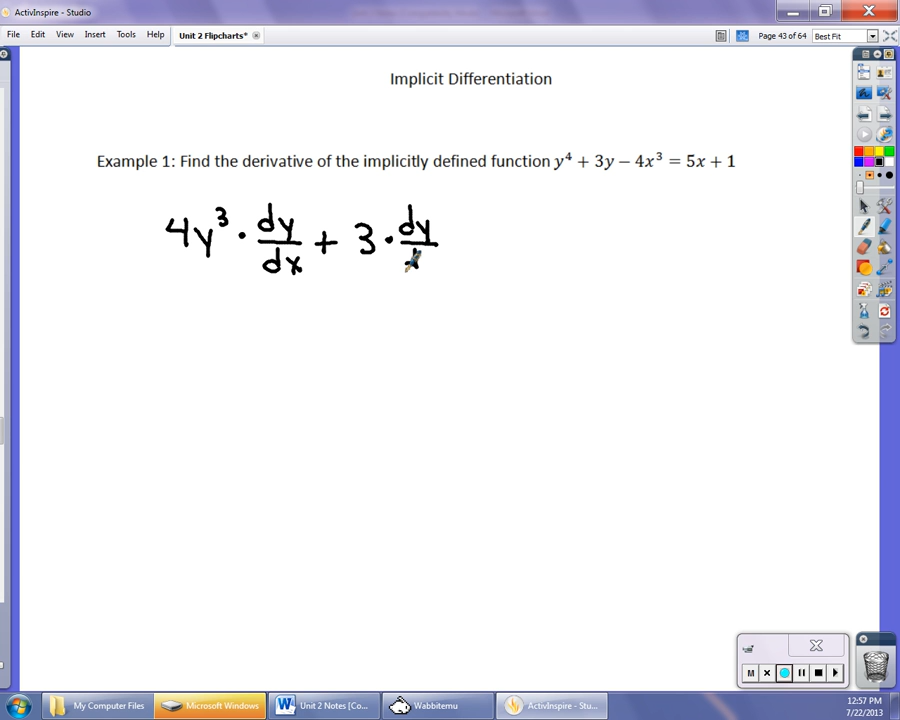 ActivInspire - Studio
File Edit View Insert Tools Help Unit 2 Flipcharts* Page 43 of 64 Best Fit
Implicit Differentiation
Example 1: Find the derivative of the implicitly defined function y⁴ + 3y − 4x³ = 5x + 1
4y³ · dy/dx + 3 · dy/
M
My Computer Files Microsoft Windows Unit 2 Notes [Co... Wabbitemu ActivInspire - Stu... 12:57 PM
7/22/2013